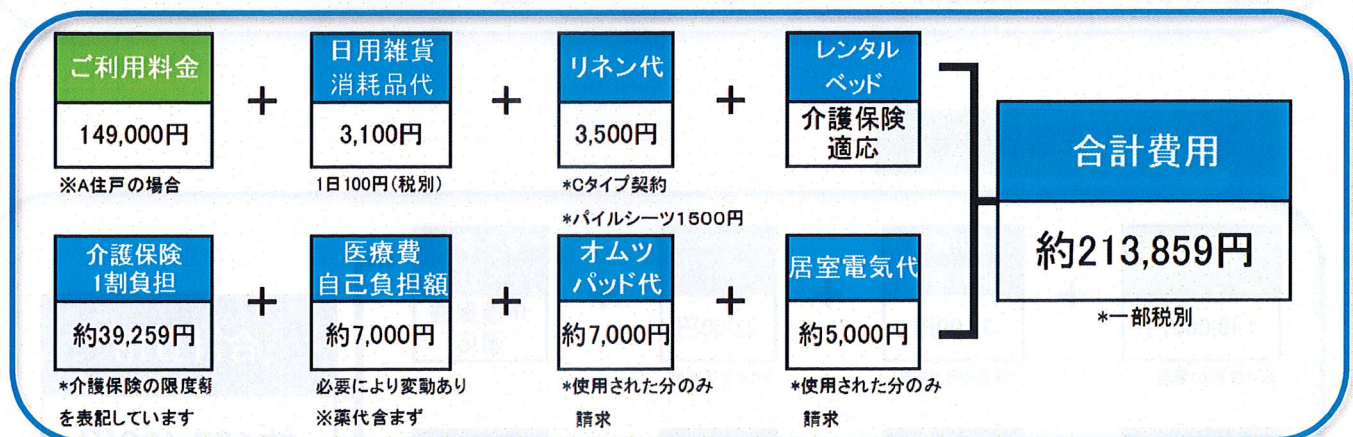 ご利用料金
149,000円
※A住戸の場合
+
日用雑貨
消耗品代
3,100円
1日100円(税別)
+
リネン代
3,500円
*Cタイプ契約
*パイルシーツ1500円
+
レンタル
ベッド
介護保険
適応
介護保険
1割負担
約39,259円
*介護保険の限度額
を表記しています
+
医療費
自己負担額
約7,000円
必要により変動あり
※薬代含まず
+
オムツ
パッド代
約7,000円
*使用された分のみ
請求
+
居室電気代
約5,000円
*使用された分のみ
請求
合計費用
約213,859円
*一部税別